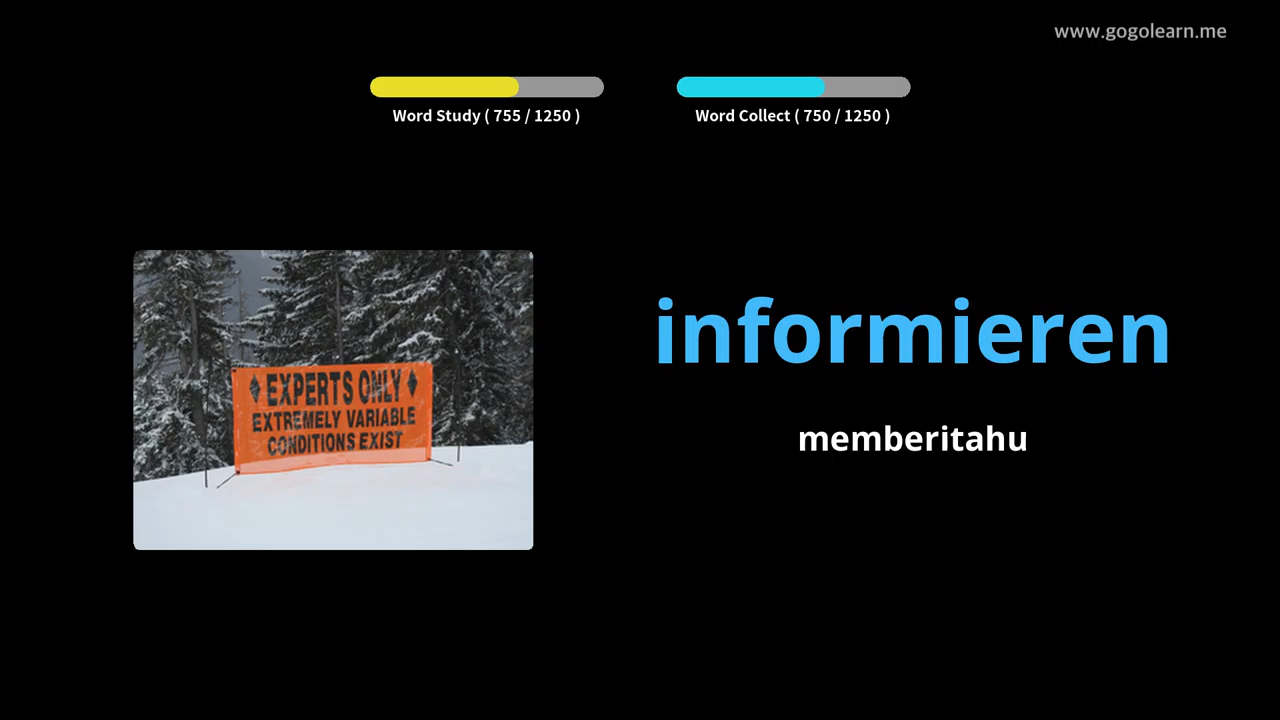 www.gogolearn.me
Word Study ( 755 / 1250 )
Word Collect ( 750 / 1250 )
EXPERTS ONLY
EXTREMELY VARIABLE
CONDITIONS EXIST
informieren
memberitahu